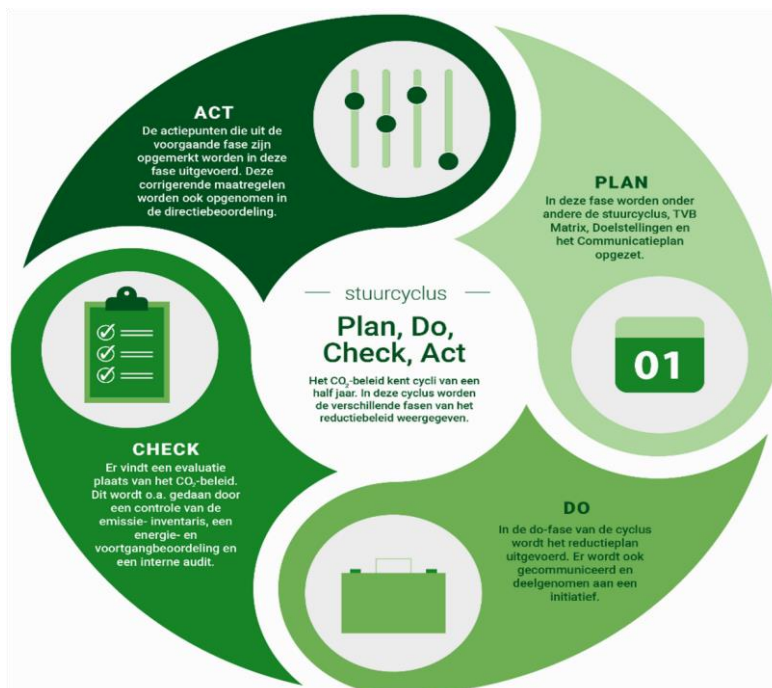 stuurcyclus
Plan, Do,
Check, Act
Het CO₂-beleid kent cycli van een
half jaar. In deze cyclus worden
de verschillende fasen van het
reductiebeleid weergegeven.
PLAN
In deze fase worden onder
andere de stuurcyclus, TVB
Matrix, Doelstellingen en
het Communicatieplan
opgezet.
01
DO
In de do-fase van de cyclus
wordt het reductieplan
uitgevoerd. Er wordt ook
gecommuniceerd en
deelgenomen aan een
initiatief.
CHECK
Er vindt een evaluatie
plaats van het CO₂-beleid.
Dit wordt o.a. gedaan door
een controle van de
emissie- inventaris, een
energie- en
voortgangbeoordeling en
een interne audit.
ACT
De actiepunten die uit de
voorgaande fase zijn
opgemerkt worden in deze
fase uitgevoerd. Deze
corrigerende maatregelen
worden ook opgenomen in
de directiebeoordeling.